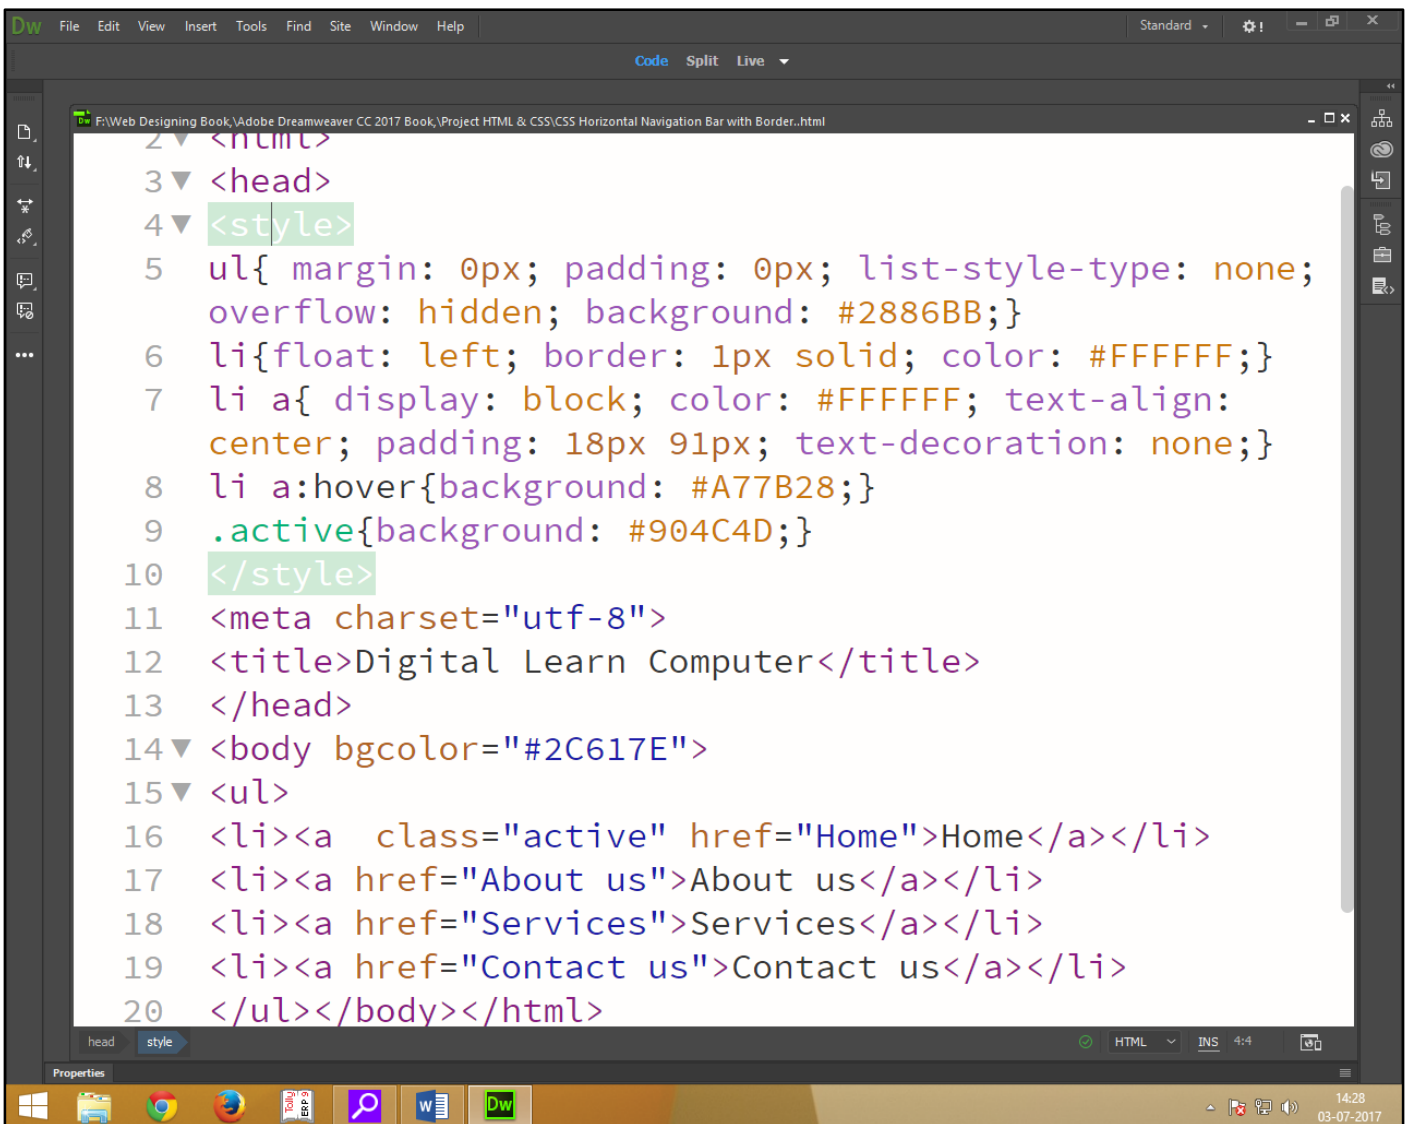 Dw File Edit View Insert Tools Find Site Window Help Standard
Code Split Live
F:\Web Designing Book,\Adobe Dreamweaver CC 2017 Book,\Project HTML & CSS\CSS Horizontal Navigation Bar with Border..html
2 <html>
3 <head>
4 <style>
5 ul{ margin: 0px; padding: 0px; list-style-type: none;
overflow: hidden; background: #2886BB;}
6 li{float: left; border: 1px solid; color: #FFFFFF;}
7 li a{ display: block; color: #FFFFFF; text-align:
center; padding: 18px 91px; text-decoration: none;}
8 li a:hover{background: #A77B28;}
9 .active{background: #904C4D;}
10 </style>
11 <meta charset="utf-8">
12 <title>Digital Learn Computer</title>
13 </head>
14 <body bgcolor="#2C617E">
15 <ul>
16 <li><a  class="active" href="Home">Home</a></li>
17 <li><a href="About us">About us</a></li>
18 <li><a href="Services">Services</a></li>
19 <li><a href="Contact us">Contact us</a></li>
20 </ul></body></html>
head style HTML INS 4:4
Properties
Tally ERP 9 Dw 14:28
03-07-2017